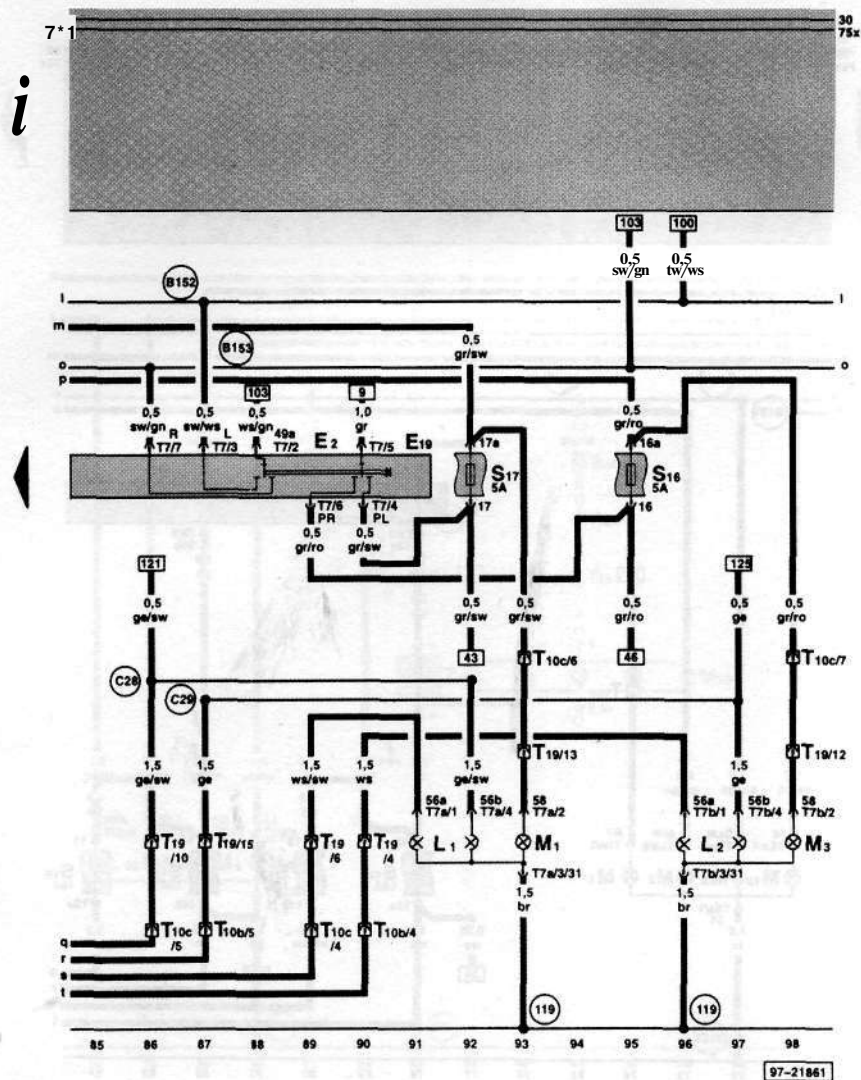 30
7*1
75x
i
103
100
0,5
sw/gn
0,5
tw/ws
B152
l
l
m
B153
0,5
gr/sw
o
o
p
103
9
0,5
sw/gn
0,5
sw/ws
0,5
ws/gn
1,0
gr
0,5
gr/ro
R
T7/7
L
T7/3
49a
T7/2
E2
T7/5
E19
17a
16a
S17
5A
S16
5A
T7/6
PR
T7/4
PL
17
16
0,5
gr/ro
0,5
gr/sw
121
125
0,5
ge/sw
0,5
gr/sw
0,5
gr/sw
0,5
gr/ro
0,5
ge
0,5
gr/ro
43
T10c/6
46
T10c/7
C28
C29
T19/13
T19/12
1,5
ge/sw
1,5
ge
1,5
ws/sw
1,5
ws
1,5
ge/sw
1,5
ge
56a
T7a/1
56b
T7a/4
58
T7a/2
56a
T7b/1
56b
T7b/4
58
T7b/2
T19
/10
T19/15
T19
/6
T19
/4
L1
M1
L2
M3
T7a/3/31
T7b/3/31
1,5
br
1,5
br
T10c
/5
T10b/5
T10c
/4
T10b/4
q
r
s
t
119
119
85 86 87 88 89 90 91 92 93 94 95 96 97 98
97-21861